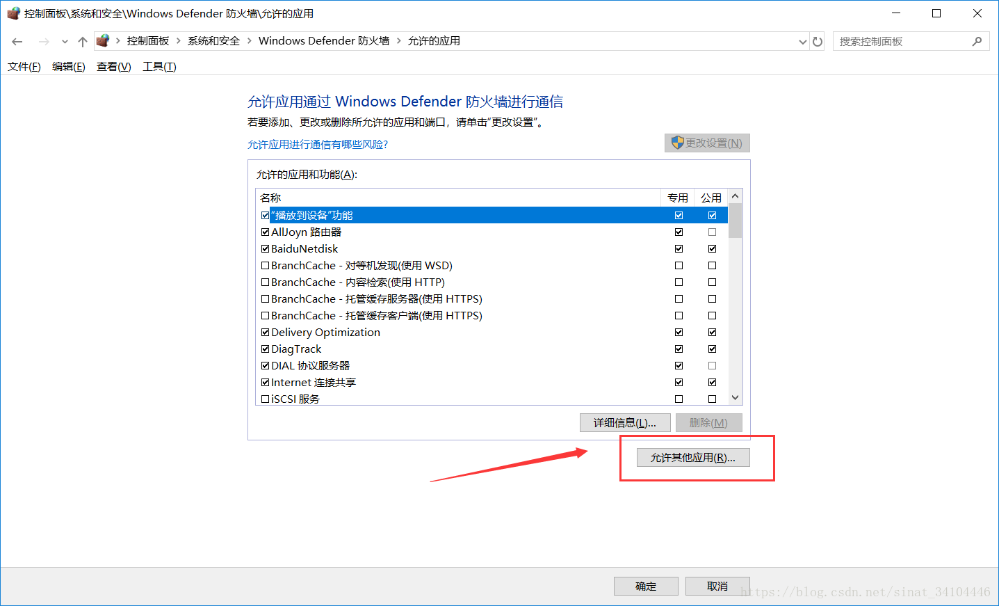 控制面板\系统和安全\Windows Defender 防火墙\允许的应用
控制面板 > 系统和安全 > Windows Defender 防火墙 > 允许的应用
搜索控制面板
文件(F) 编辑(E) 查看(V) 工具(T)
允许应用通过 Windows Defender 防火墙进行通信
若要添加、更改或删除所允许的应用和端口，请单击“更改设置”。
允许应用进行通信有哪些风险?
更改设置(N)
允许的应用和功能(A):
名称 专用 公用
“播放到设备”功能
AllJoyn 路由器
BaiduNetdisk
BranchCache - 对等机发现(使用 WSD)
BranchCache - 内容检索(使用 HTTP)
BranchCache - 托管缓存服务器(使用 HTTPS)
BranchCache - 托管缓存客户端(使用 HTTPS)
Delivery Optimization
DiagTrack
DIAL 协议服务器
Internet 连接共享
iSCSI 服务
详细信息(L)... 删除(M)
允许其他应用(R)...
确定 取消
https://blog.csdn.net/sinat_34104446